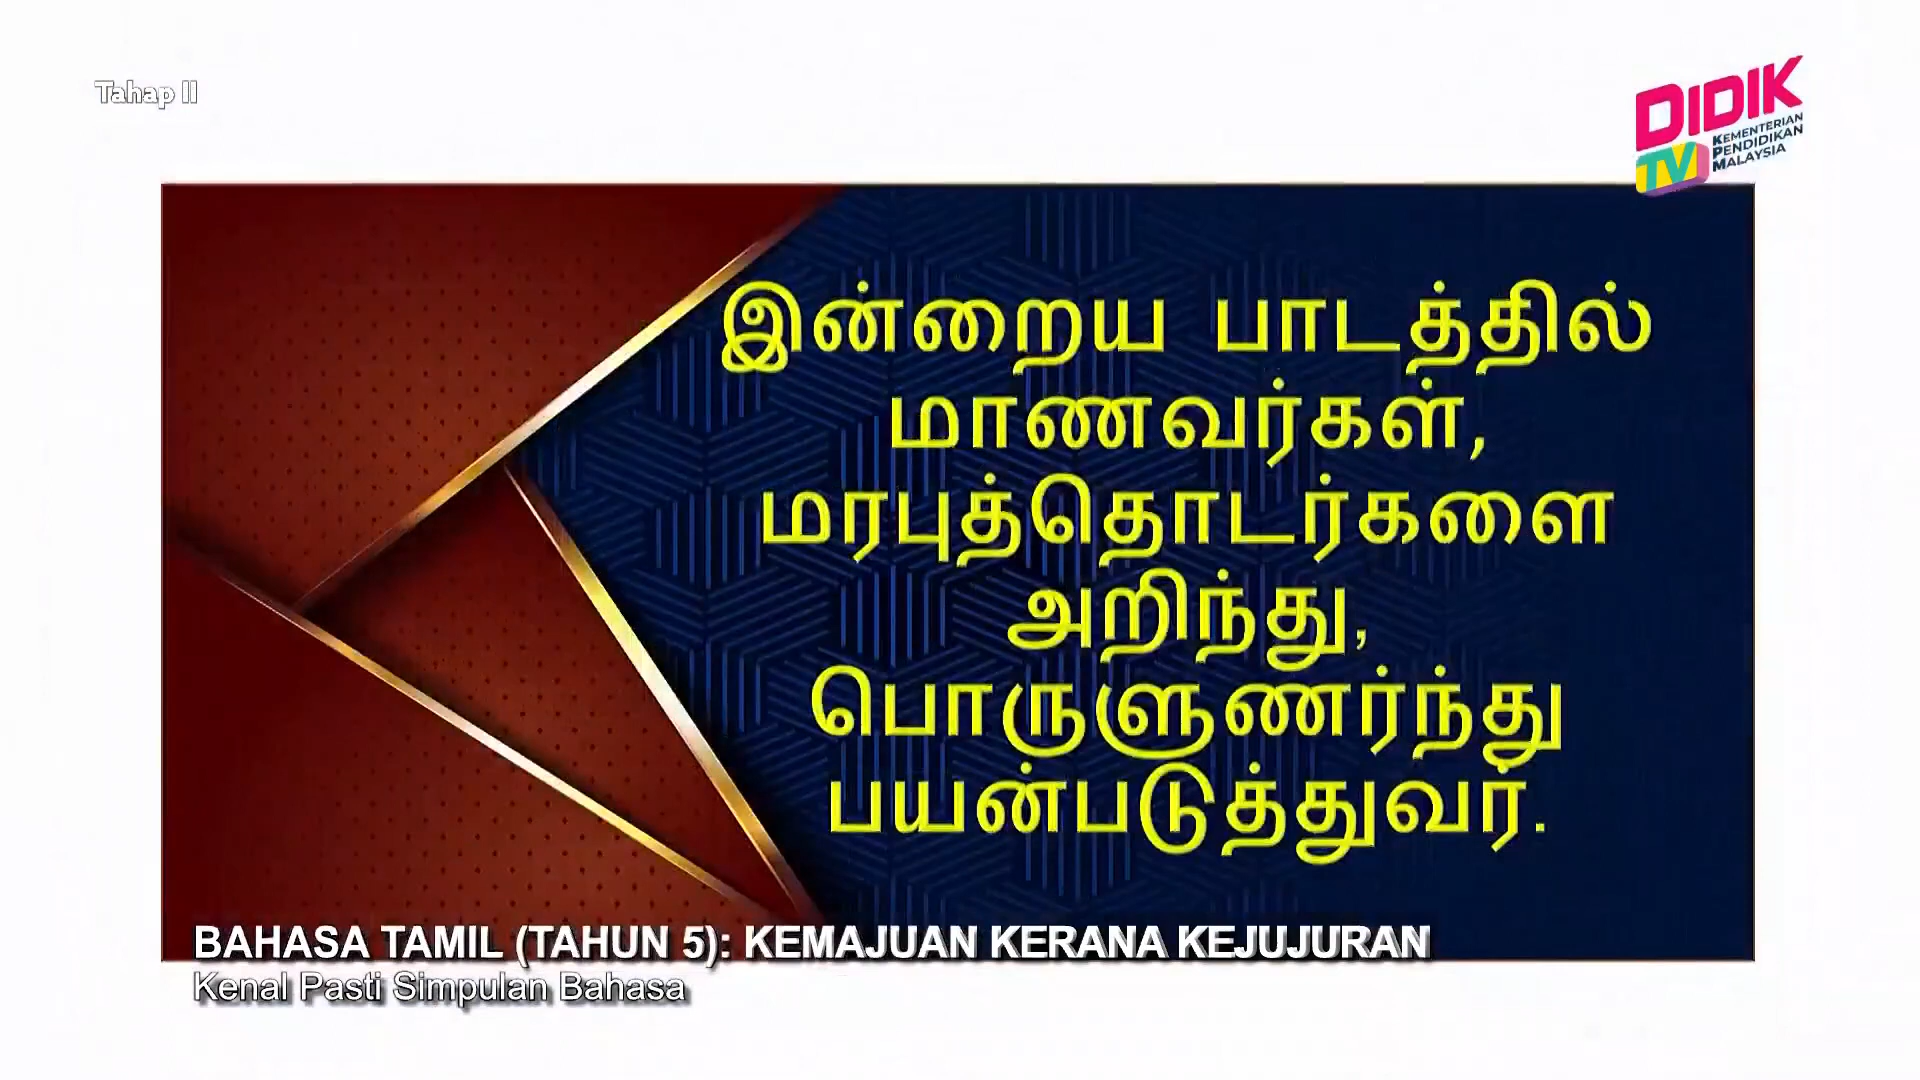 Tahap II
DIDIK
TV
KEMENTERIAN
PENDIDIKAN
MALAYSIA
இன்றைய பாடத்தில்
மாணவர்கள்,
மரபுத்தொடர்களை
அறிந்து,
பொருளுணர்ந்து
பயன்படுத்துவர்.
BAHASA TAMIL (TAHUN 5): KEMAJUAN KERANA KEJUJURAN
Kenal Pasti Simpulan Bahasa